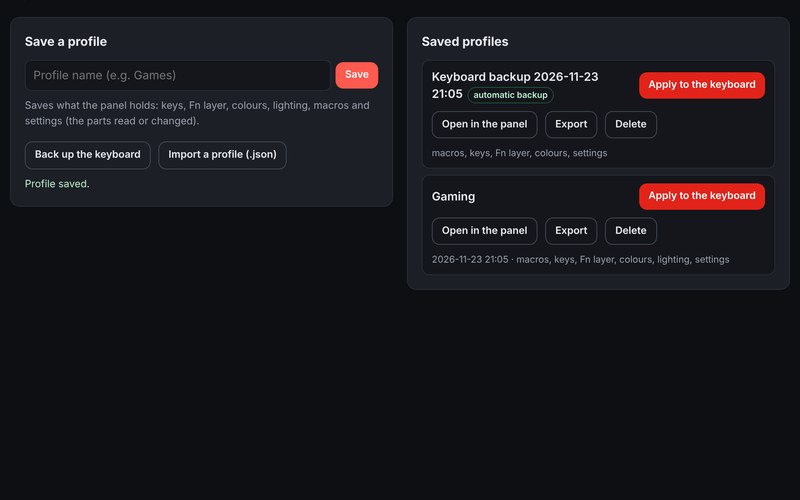 Save a profile
Profile name (e.g. Games)
Save
Saves what the panel holds: keys, Fn layer, colours, lighting, macros and
settings (the parts read or changed).
Back up the keyboard
Import a profile (.json)
Profile saved.
Saved profiles
Keyboard backup 2026-11-23
21:05 automatic backup
Apply to the keyboard
Open in the panel
Export
Delete
macros, keys, Fn layer, colours, settings
Gaming
Apply to the keyboard
Open in the panel
Export
Delete
2026-11-23 21:05 · macros, keys, Fn layer, colours, lighting, settings